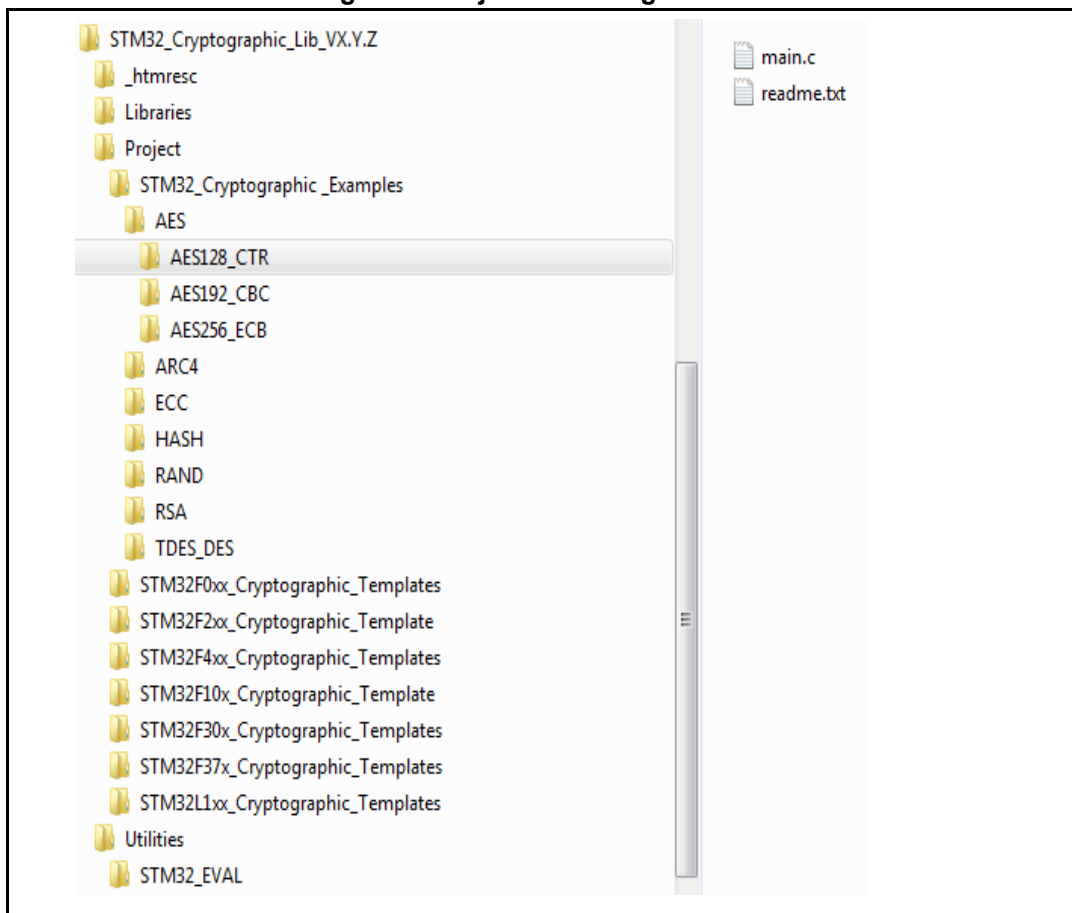 STM32_Cryptographic_Lib_VX.Y.Z
_htmresc
Libraries
Project
STM32_Cryptographic _Examples
AES
AES128_CTR
AES192_CBC
AES256_ECB
ARC4
ECC
HASH
RAND
RSA
TDES_DES
STM32F0xx_Cryptographic_Templates
STM32F2xx_Cryptographic_Template
STM32F4xx_Cryptographic_Templates
STM32F10x_Cryptographic_Template
STM32F30x_Cryptographic_Templates
STM32F37x_Cryptographic_Templates
STM32L1xx_Cryptographic_Templates
Utilities
STM32_EVAL
main.c
readme.txt